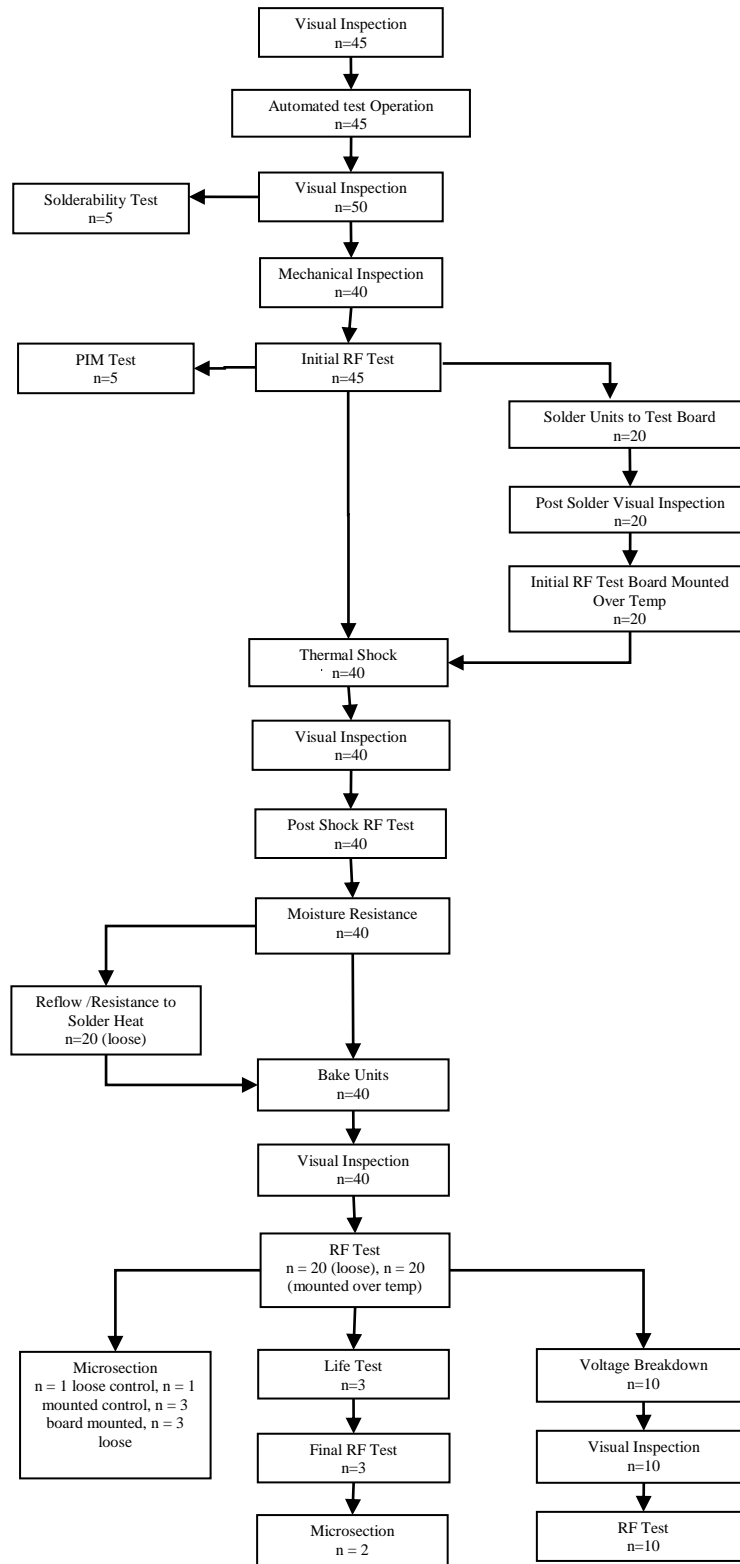 Visual Inspection
n=45
Automated test Operation
n=45
Solderability Test
n=5
Visual Inspection
n=50
Mechanical Inspection
n=40
PIM Test
n=5
Initial RF Test
n=45
Solder Units to Test Board
n=20
Post Solder Visual Inspection
n=20
Initial RF Test Board Mounted
Over Temp
n=20
Thermal Shock
n=40
Visual Inspection
n=40
Post Shock RF Test
n=40
Moisture Resistance
n=40
Reflow /Resistance to
Solder Heat
n=20 (loose)
Bake Units
n=40
Visual Inspection
n=40
RF Test
n = 20 (loose), n = 20
(mounted over temp)
Microsection
n = 1 loose control, n = 1
mounted control, n = 3
board mounted, n = 3
loose
Life Test
n=3
Final RF Test
n=3
Microsection
n = 2
Voltage Breakdown
n=10
Visual Inspection
n=10
RF Test
n=10